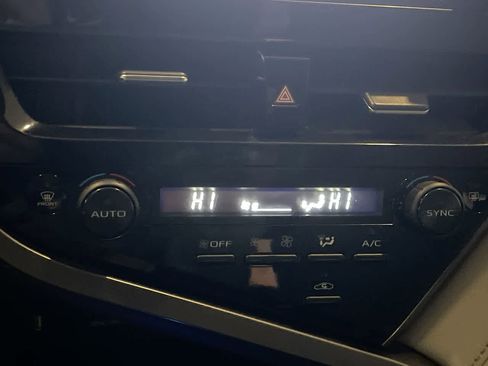 HI HI
FRONT
AUTO
SYNC
OFF
A/C